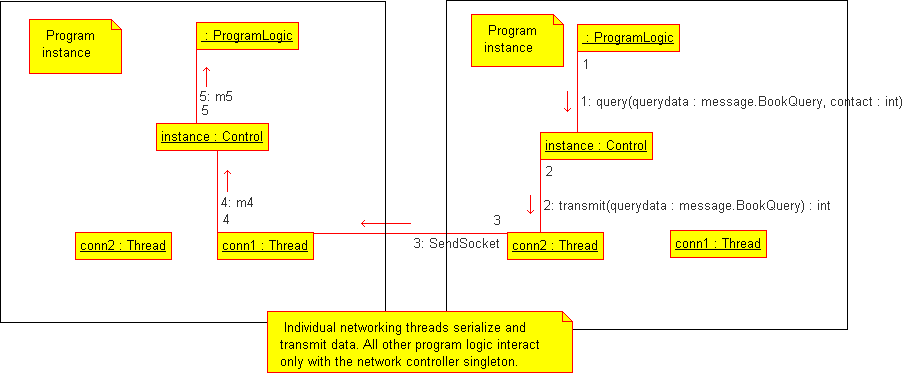 Program
instance
: ProgramLogic
5: m5
5
instance : Control
4: m4
4
conn2 : Thread
conn1 : Thread
Program
instance
: ProgramLogic
1
1: query(querydata : message.BookQuery, contact : int)
instance : Control
2
2: transmit(querydata : message.BookQuery) : int
3
3: SendSocket
conn2 : Thread
conn1 : Thread
Individual networking threads serialize and
transmit data. All other program logic interact
only with the network controller singleton.